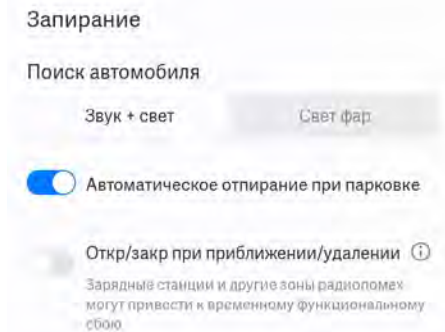 Запирание
Поиск автомобиля
Звук + свет Свет фар
Автоматическое отпирание при парковке
Откр/закр при приближении/удалении
Зарядные станции и другие зоны радиопомех
могут привести к временному функциональному
сбою